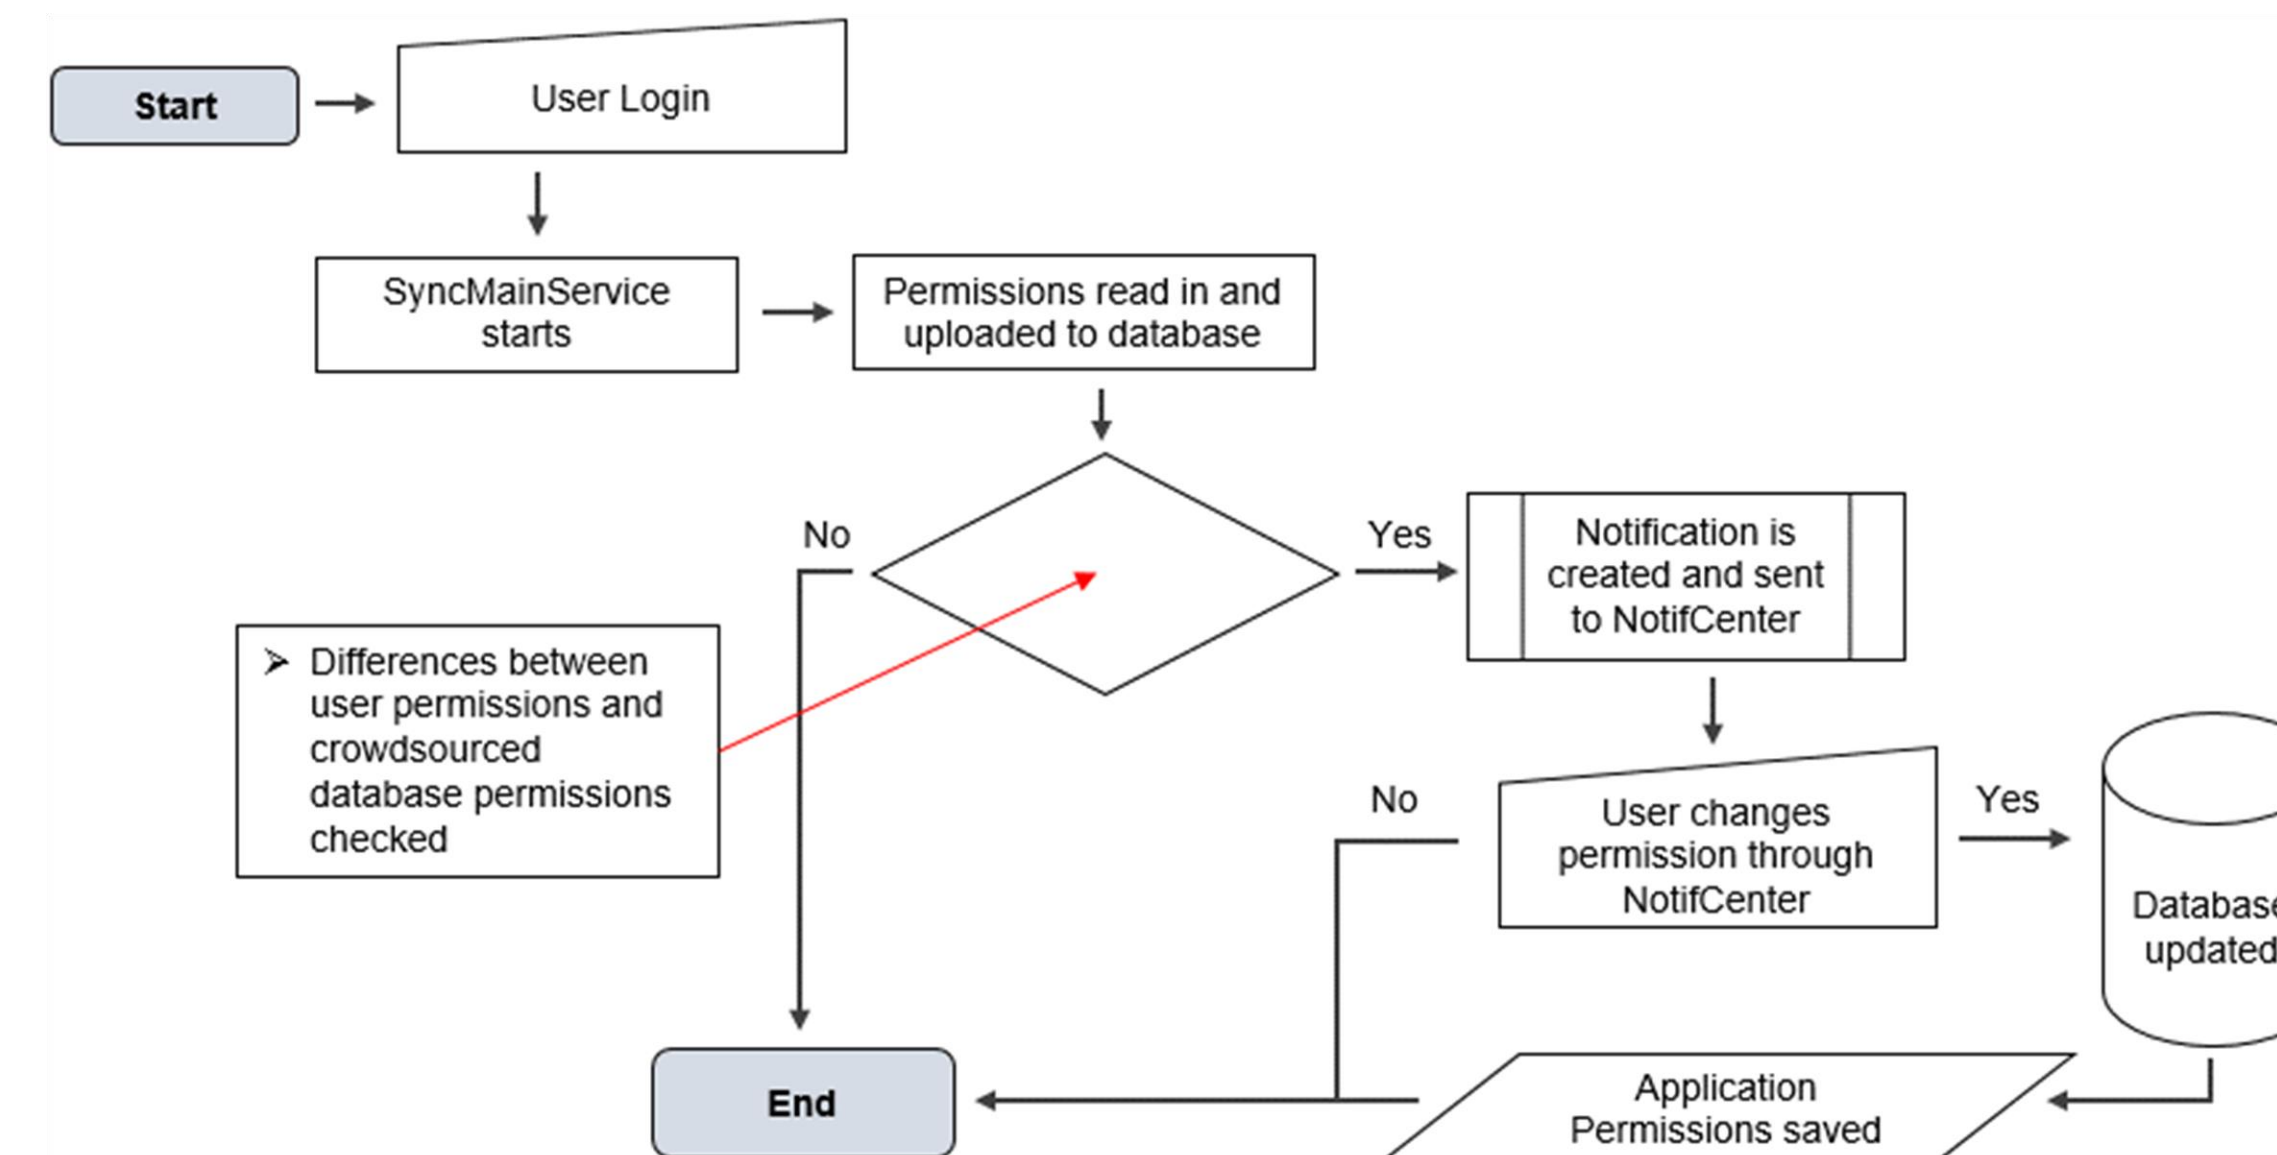 Start
User Login
SyncMainService
starts
Permissions read in and
uploaded to database
No
Yes
Notification is
created and sent
to NotifCenter
➢ Differences between
user permissions and
crowdsourced
database permissions
checked
No
User changes
permission through
NotifCenter
Yes
Database
updated
End
Application
Permissions saved